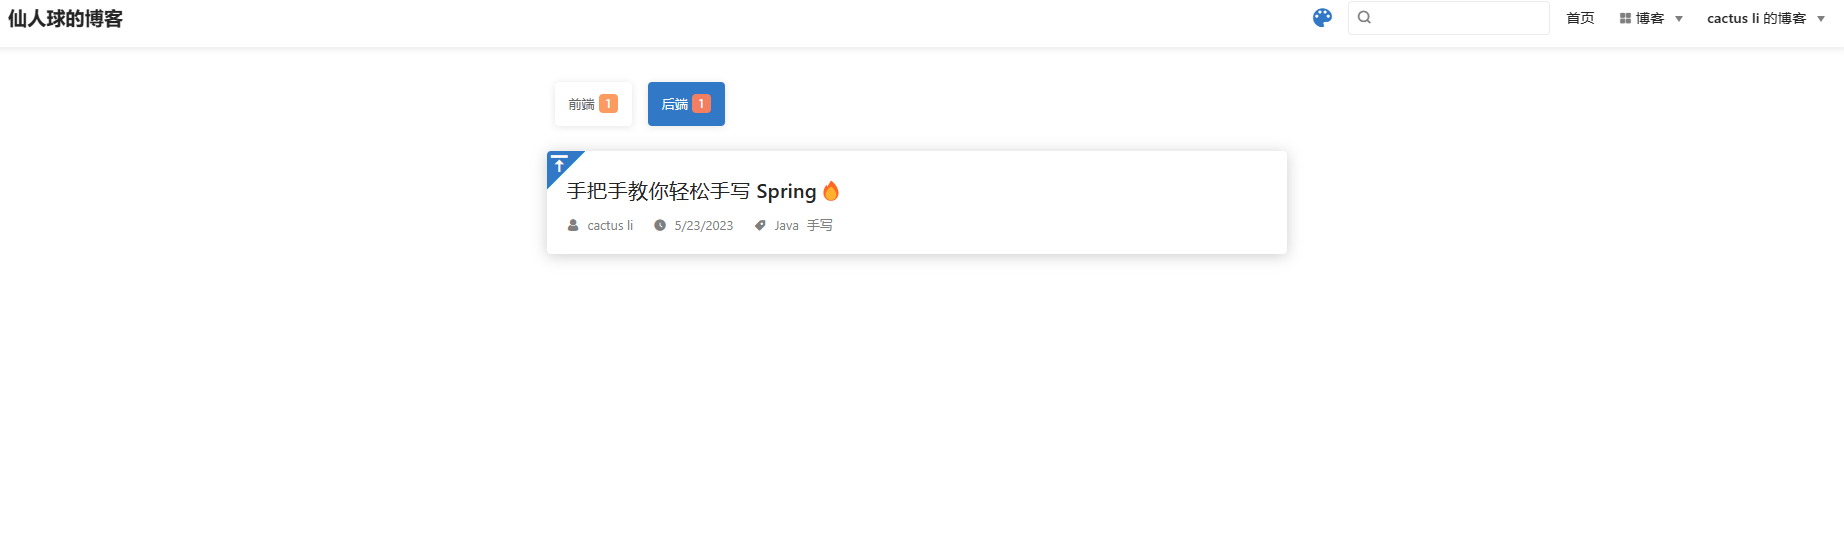 仙人球的博客 首页 博客 cactus li 的博客
前端 1 后端 1
手把手教你轻松手写 Spring🔥
cactus li 5/23/2023 Java 手写